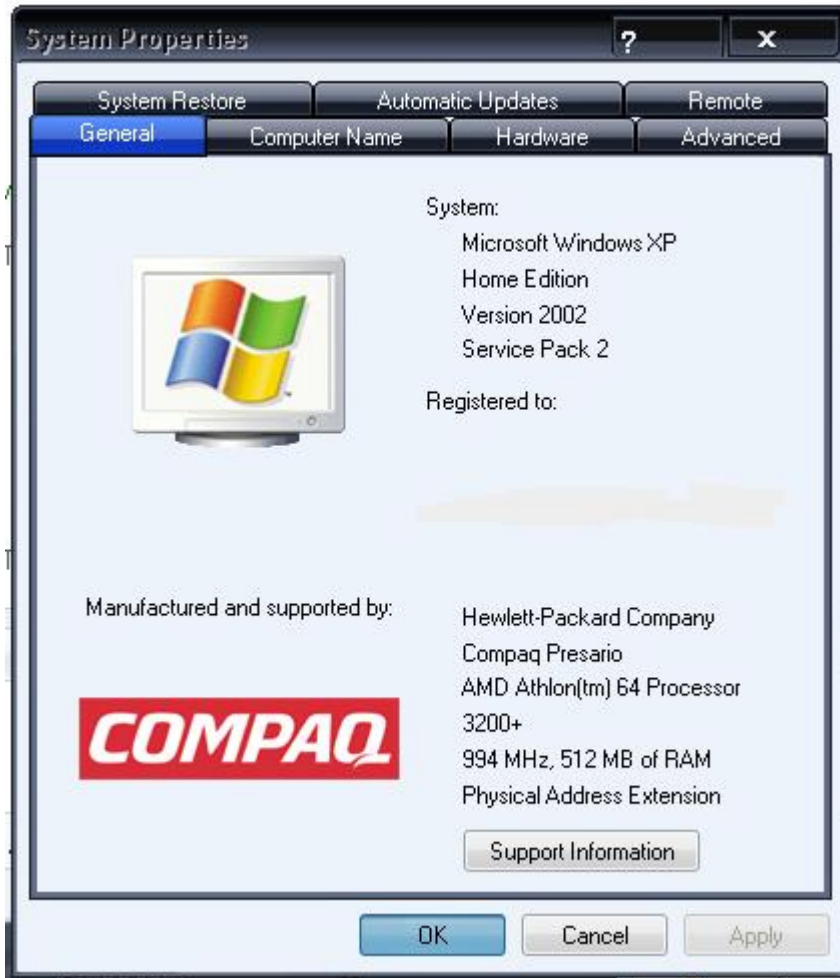 System Properties
?
x
System Restore
Automatic Updates
Remote
General
Computer Name
Hardware
Advanced
System:
Microsoft Windows XP
Home Edition
Version 2002
Service Pack 2
Registered to:
Manufactured and supported by:
Hewlett-Packard Company
Compaq Presario
AMD Athlon(tm) 64 Processor
3200+
994 MHz, 512 MB of RAM
Physical Address Extension
COMPAQ
Support Information
OK
Cancel
Apply